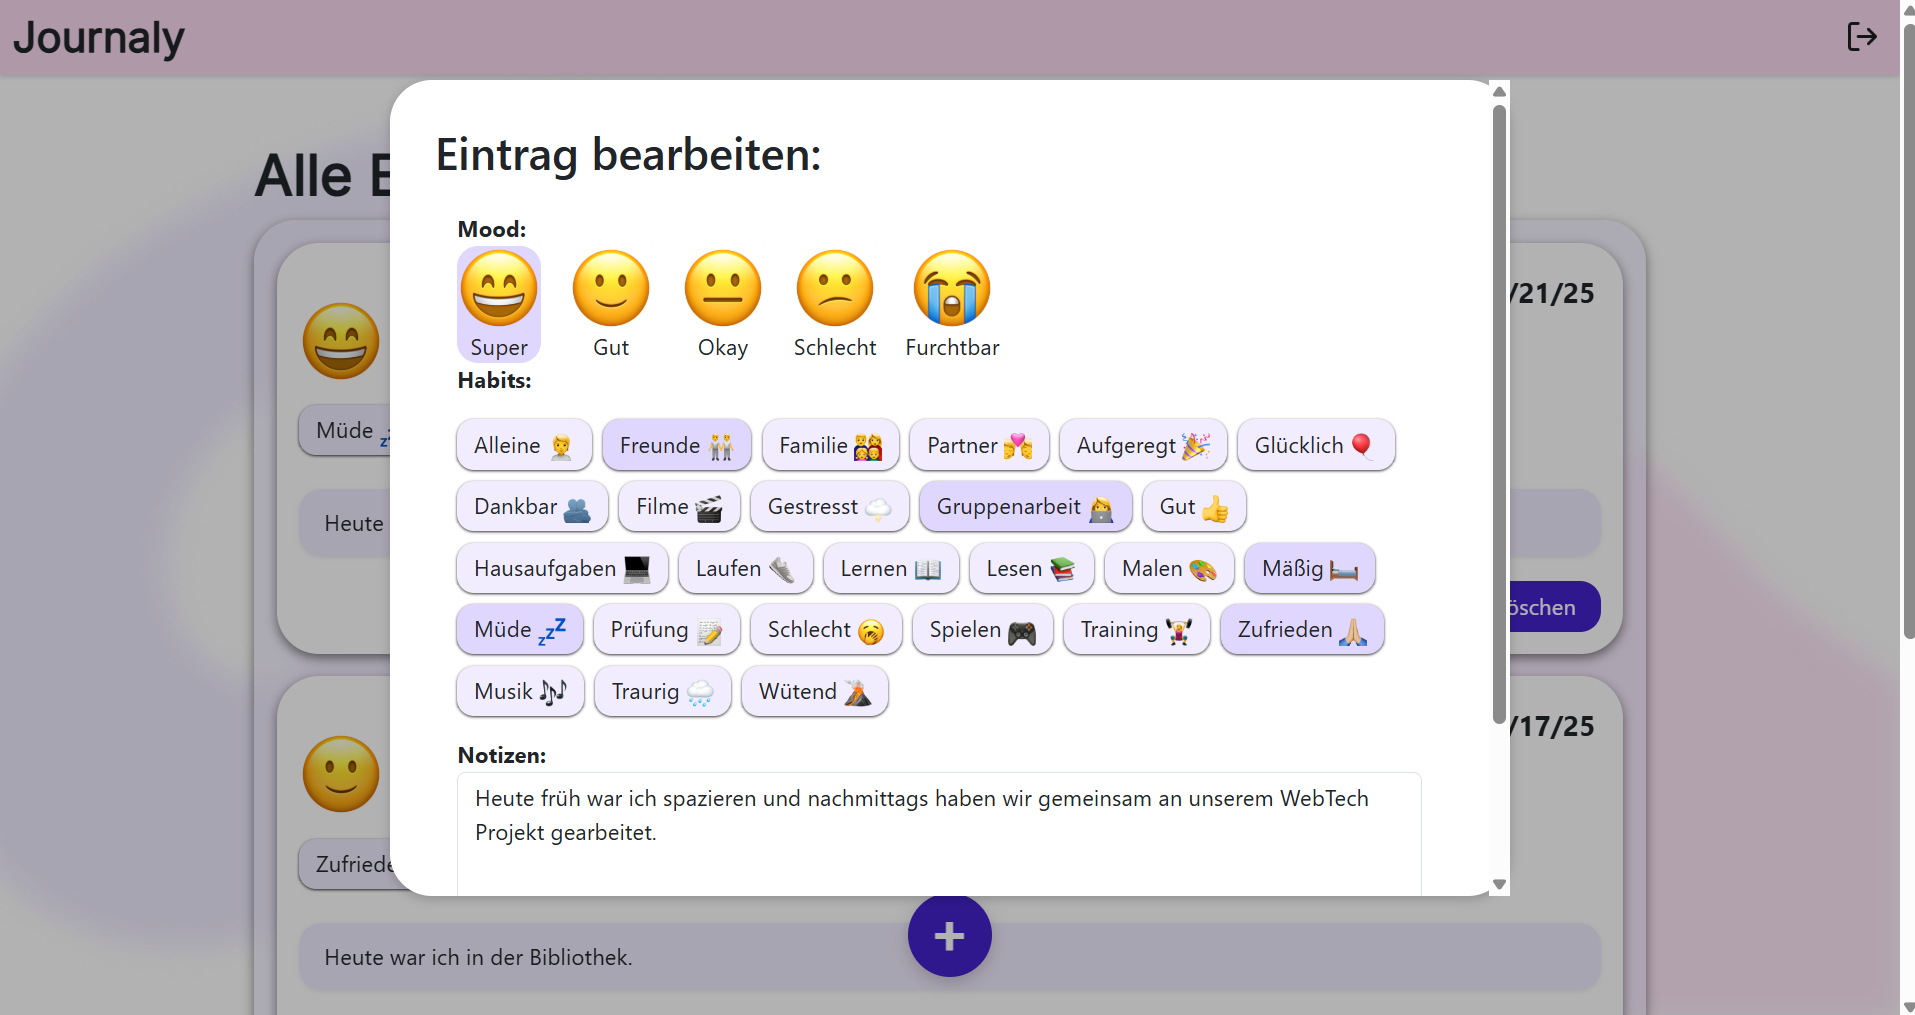 Journaly
Alle E
Eintrag bearbeiten:
Mood:
Super Gut Okay Schlecht Furchtbar
Habits:
Alleine Freunde Familie Partner Aufgeregt Glücklich
Dankbar Filme Gestresst Gruppenarbeit Gut
Hausaufgaben Laufen Lernen Lesen Malen Mäßig
Müde Prüfung Schlecht Spielen Training Zufrieden
Musik Traurig Wütend
Notizen:
Heute früh war ich spazieren und nachmittags haben wir gemeinsam an unserem WebTech
Projekt gearbeitet.
/21/25
Müde
Heute
öschen
/17/25
Zufriede
Heute war ich in der Bibliothek.
+